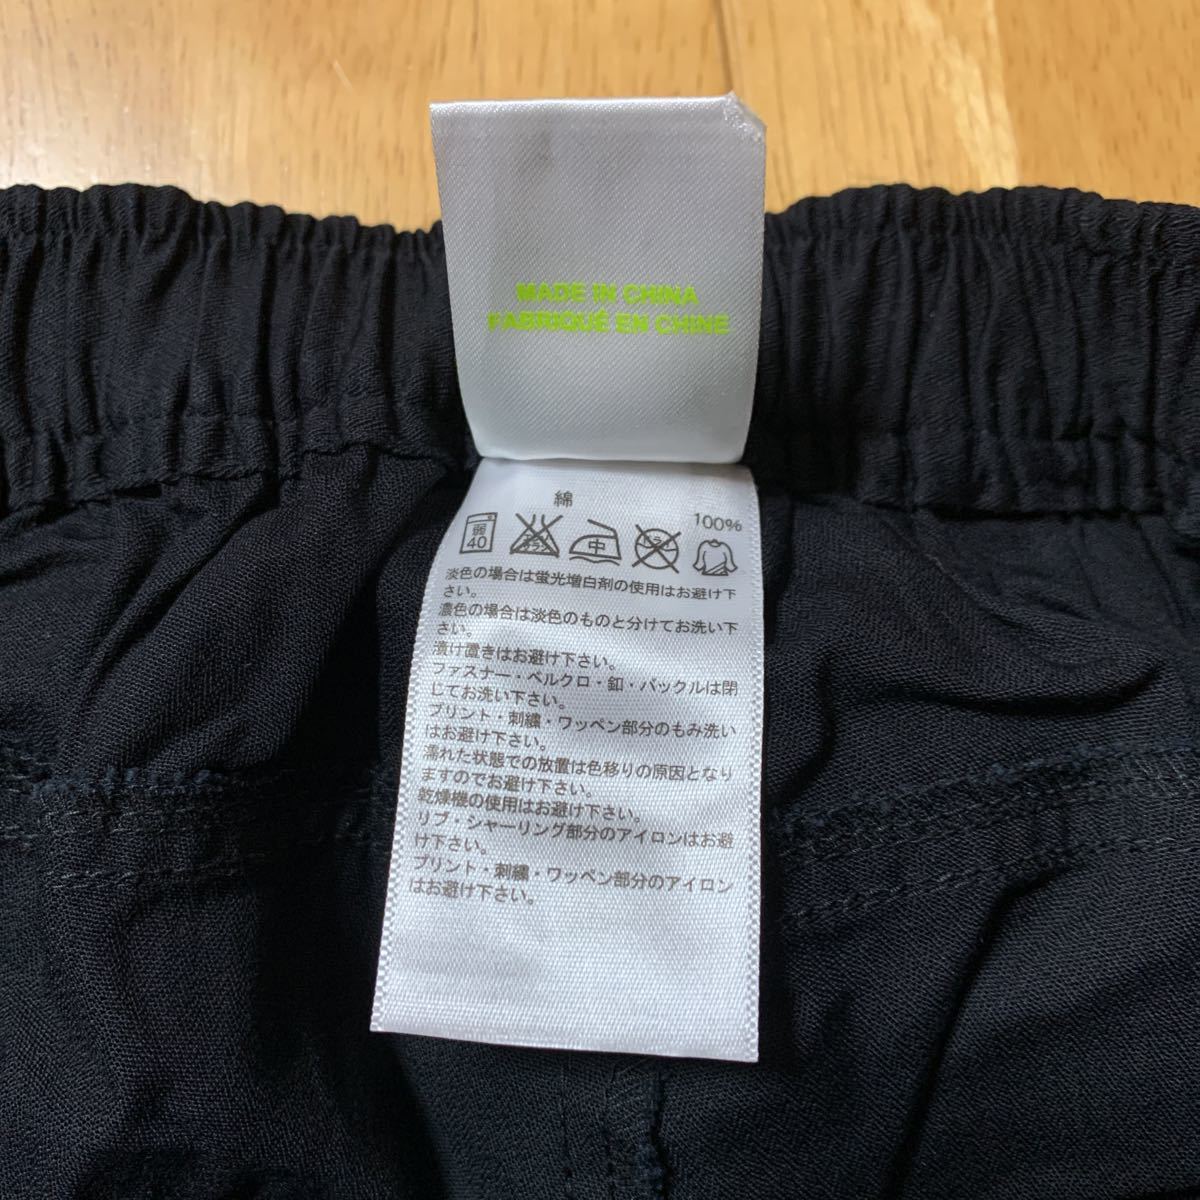 MADE IN CHINA
FABRIQUÉ EN CHINE
綿
100%
弱
40
中
淡色の場合は蛍光増白剤の使用はお避け下
さい。
濃色の場合は淡色のものと分けてお洗い下
さい。
漬け置きはお避け下さい。
ファスナー・ベルクロ・釦・バックルは閉
じてお洗い下さい。
プリント・刺繍・ワッペン部分のもみ洗い
はお避け下さい。
濡れた状態での放置は色移りの原因となり
ますのでお避け下さい。
乾燥機の使用はお避け下さい。
リブ・シャーリング部分のアイロンはお避
け下さい。
プリント・刺繍・ワッペン部分のアイロン
はお避け下さい。